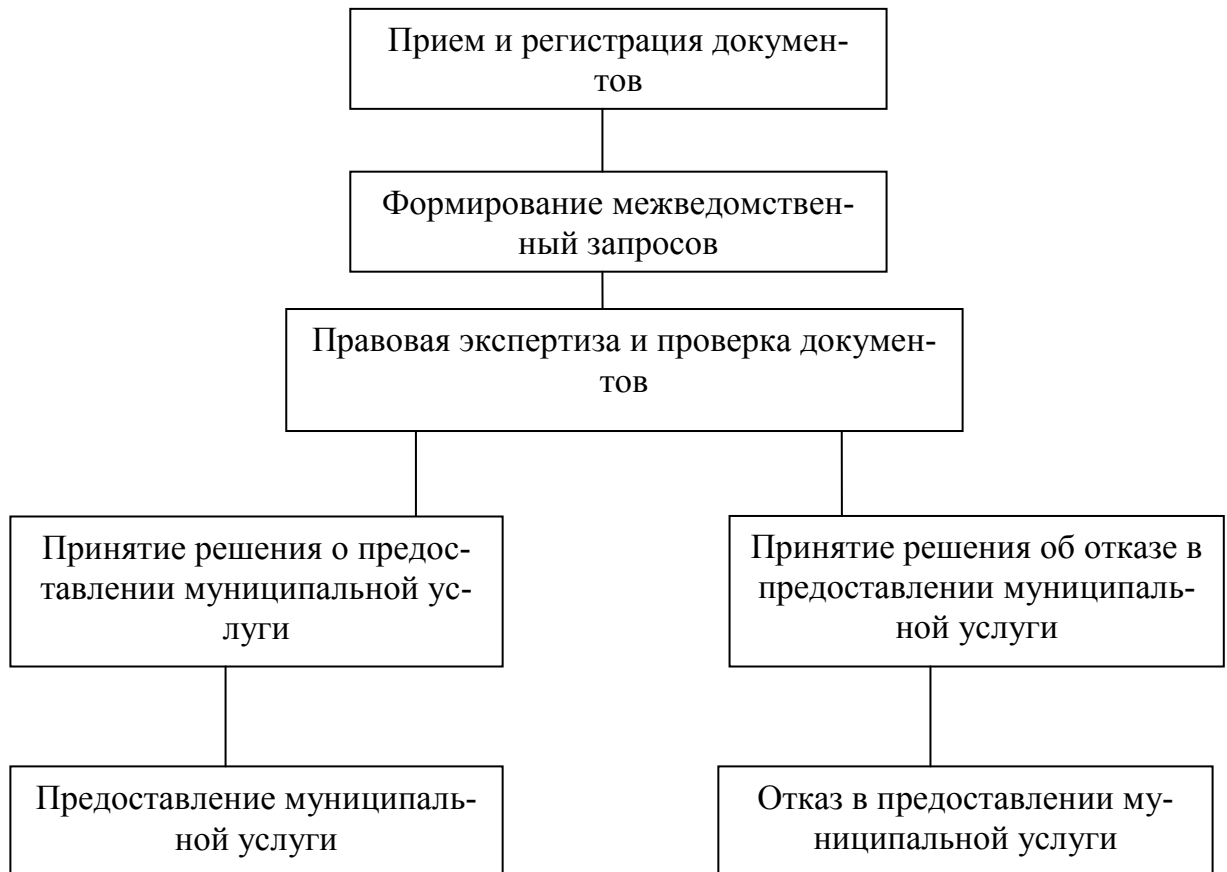 Прием и регистрация докумен-
тов
Формирование межведомствен-
ный запросов
Правовая экспертиза и проверка докумен-
тов
Принятие решения о предос-
тавлении муниципальной ус-
луги
Принятие решения об отказе в
предоставлении муниципаль-
ной услуги
Предоставление муниципаль-
ной услуги
Отказ в предоставлении му-
ниципальной услуги